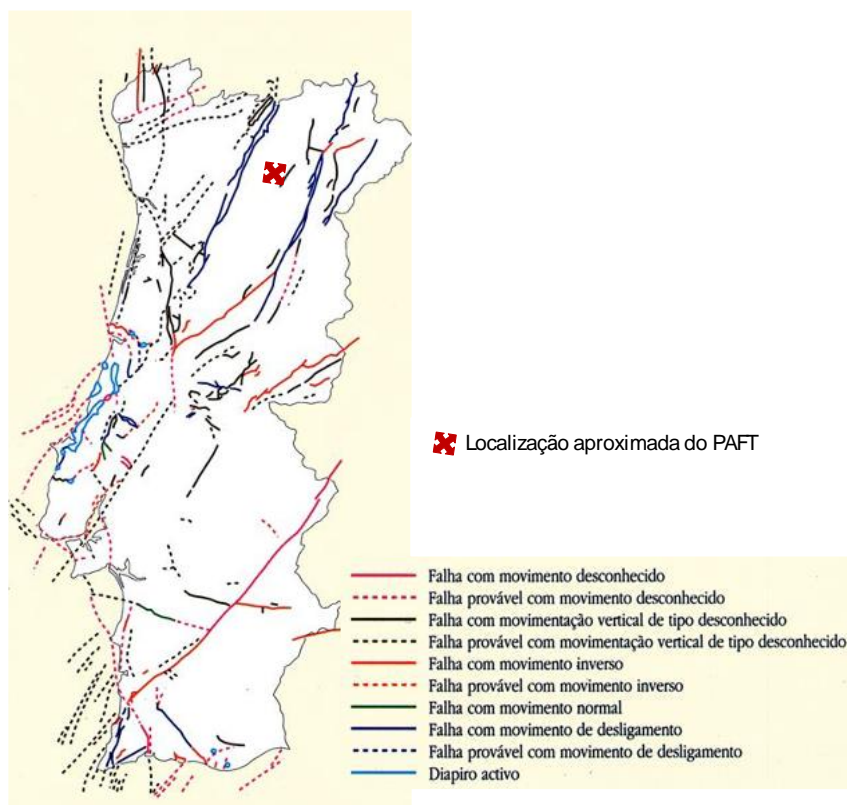 Localização aproximada do PAFT
Falha com movimento desconhecido
Falha provável com movimento desconhecido
Falha com movimentação vertical de tipo desconhecido
Falha provável com movimentação vertical de tipo desconhecido
Falha com movimento inverso
Falha provável com movimento inverso
Falha com movimento normal
Falha com movimento de desligamento
Falha provável com movimento de desligamento
Diapiro activo